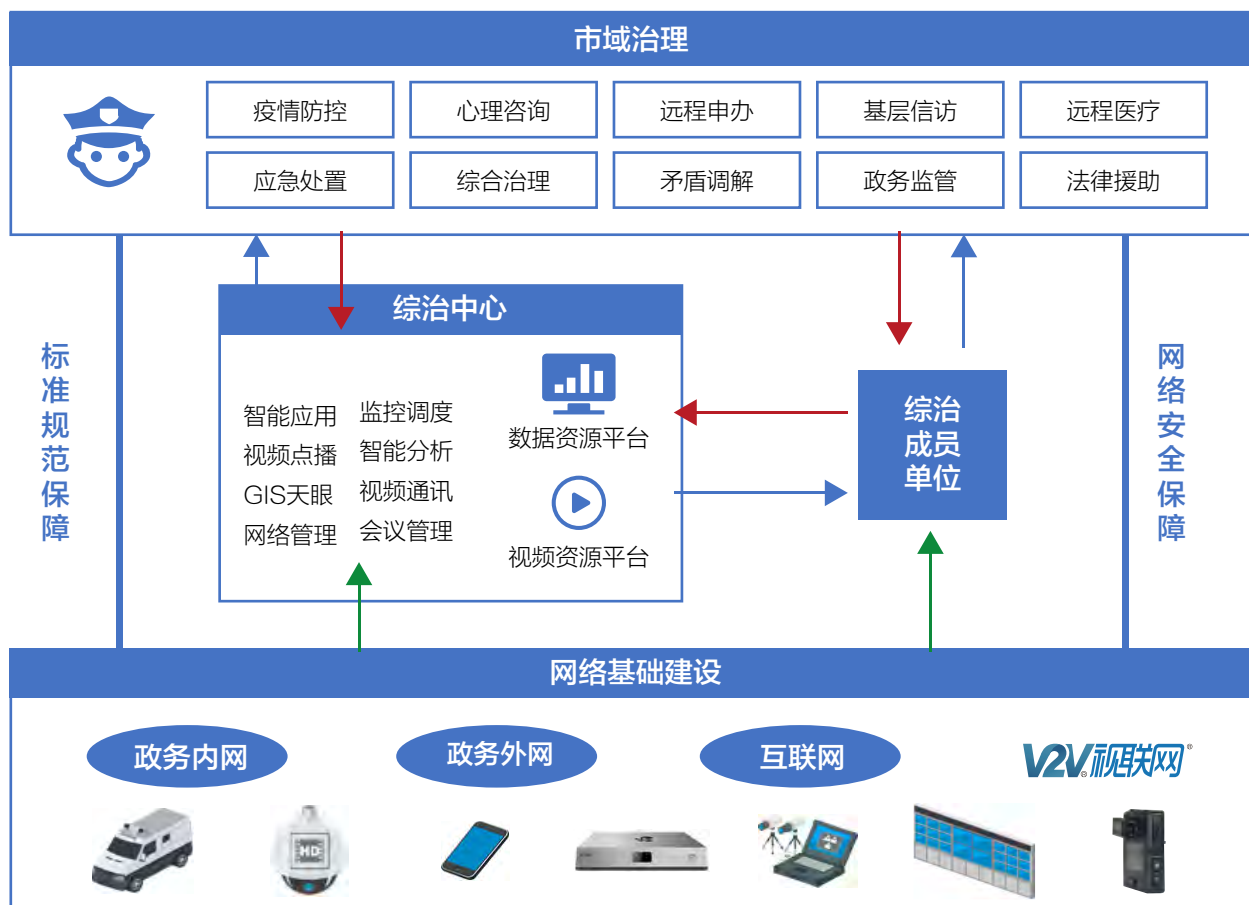 市域治理
疫情防控
心理咨询
远程申办
基层信访
远程医疗
应急处置
综合治理
矛盾调解
政务监管
法律援助
标准规范保障
综治中心
智能应用
视频点播
GIS天眼
网络管理
监控调度
智能分析
视频通讯
会议管理
数据资源平台
视频资源平台
综治
成员
单位
网络安全保障
网络基础建设
政务内网
政务外网
互联网
V2V®视联网®
HD